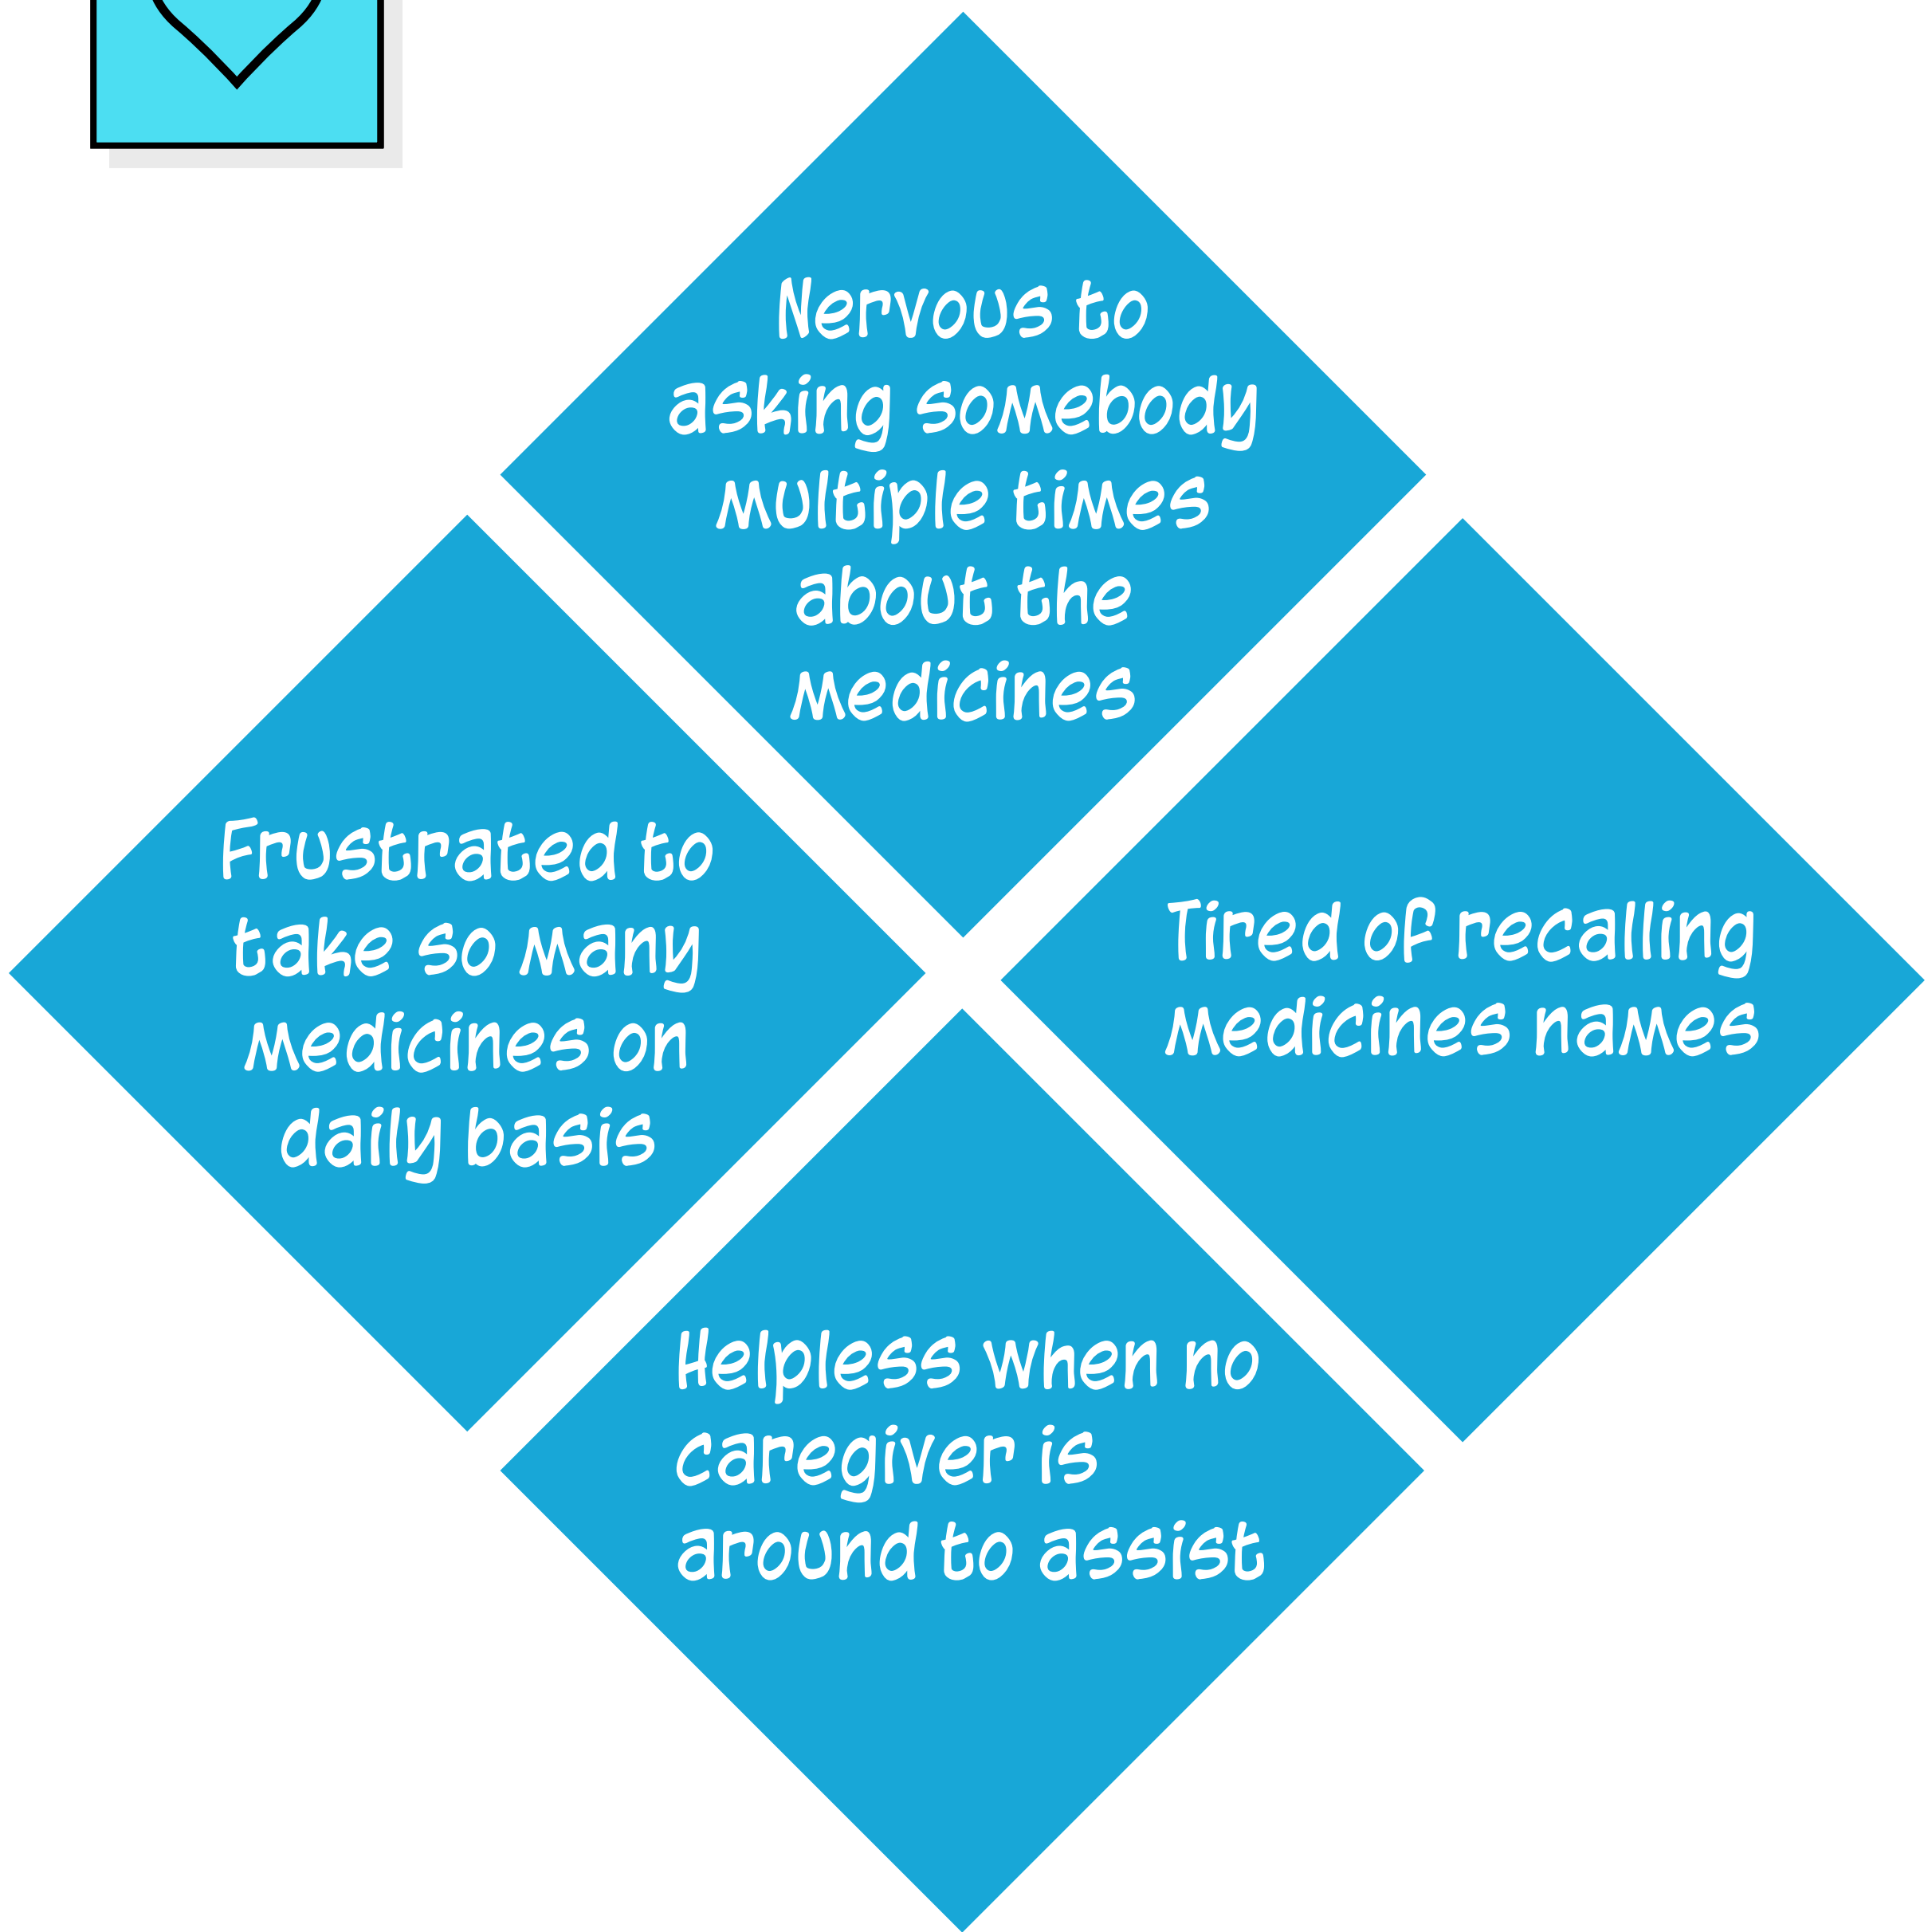 Nervous to
asking somebody
multiple times
about the
medicines
Frustrated to
take so many
medicines on
daily basis
Tired of recalling
medicines names
Helpless when no
caregiver is
around to assist